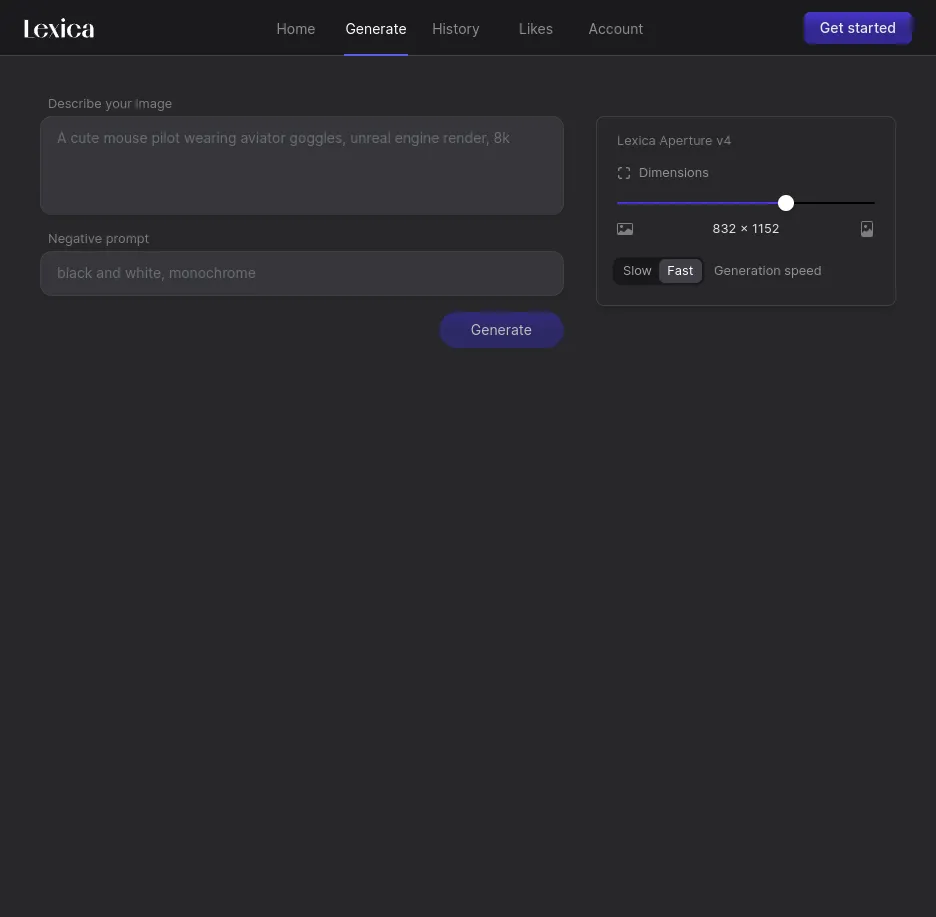 Lexica
Home Generate History Likes Account
Get started
Describe your image
A cute mouse pilot wearing aviator goggles, unreal engine render, 8k
Negative prompt
black and white, monochrome
Generate
Lexica Aperture v4
Dimensions
832 × 1152
Slow Fast Generation speed